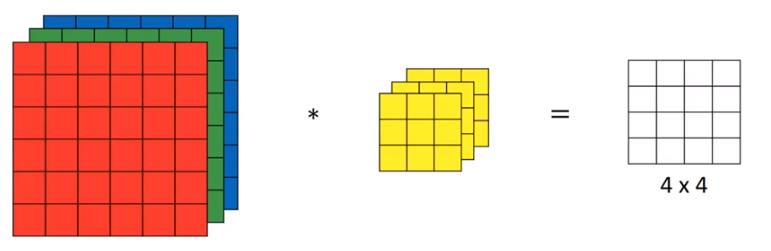 * =
4 x 4